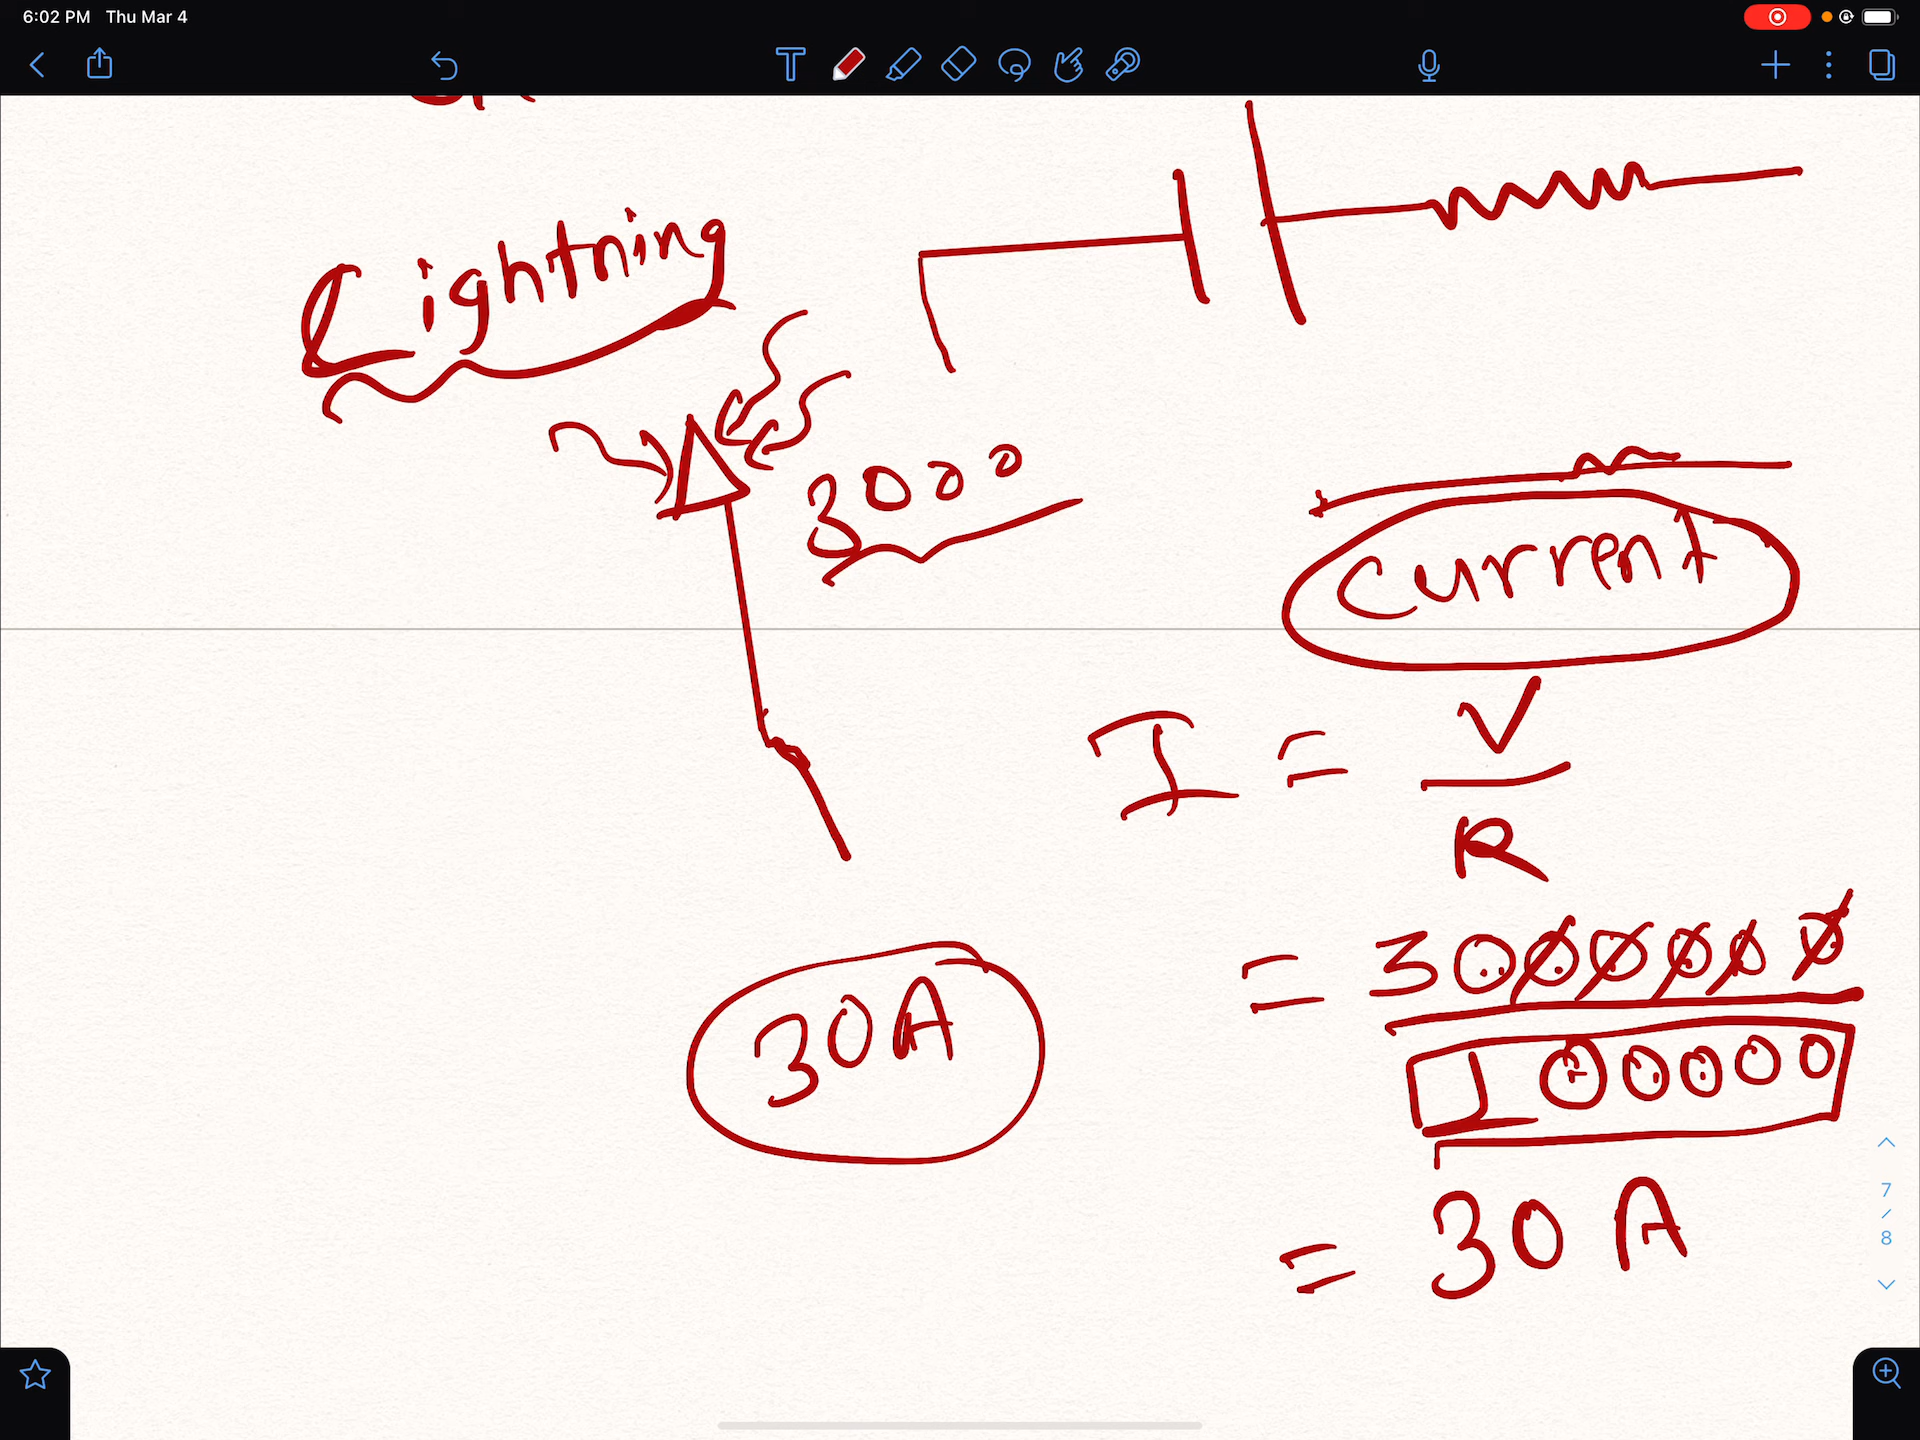 6:02 PM Thu Mar 4
Lightning
3000
Current
I = V
R
= 3000000
100000
30A
= 30 A
7
/
8